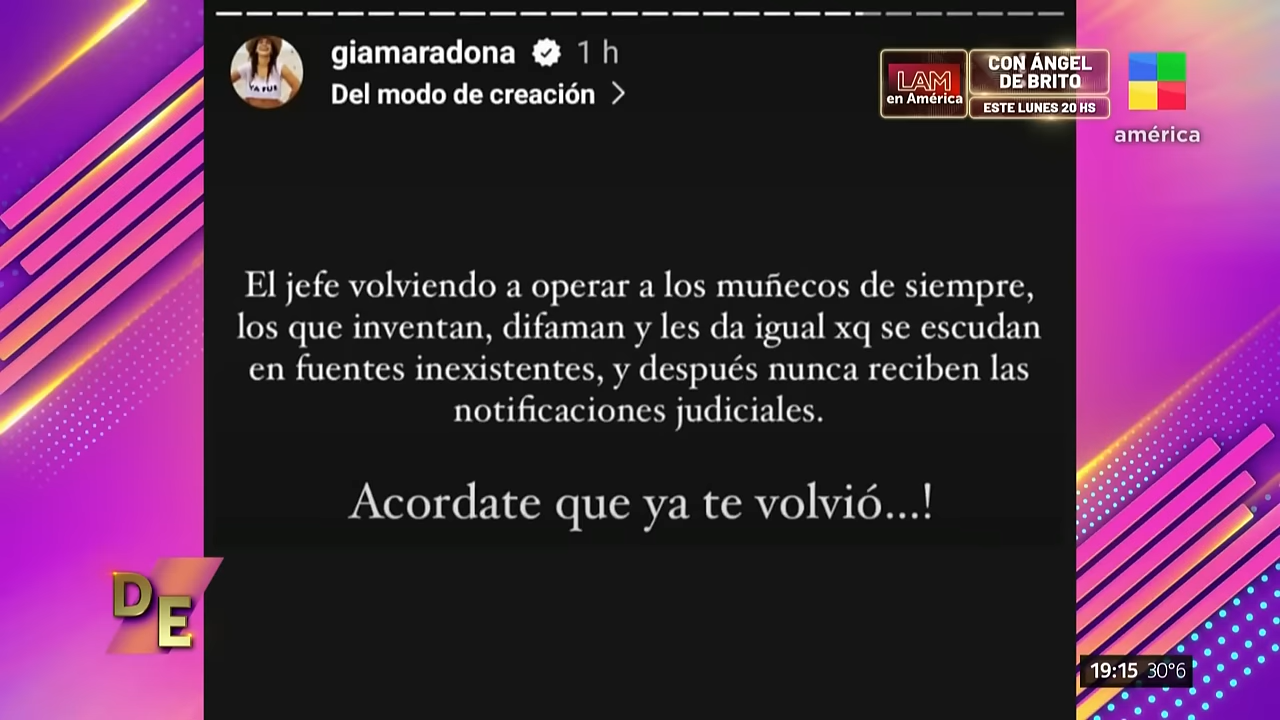 giamaradona 1 h
Del modo de creación
YA FUE
LAM
en América
CON ÁNGEL
DE BRITO
ESTE LUNES 20 HS
américa
El jefe volviendo a operar a los muñecos de siempre,
los que inventan, difaman y les da igual xq se escudan
en fuentes inexistentes, y después nunca reciben las
notificaciones judiciales.
Acordate que ya te volvió...!
DE
19:15 30°6